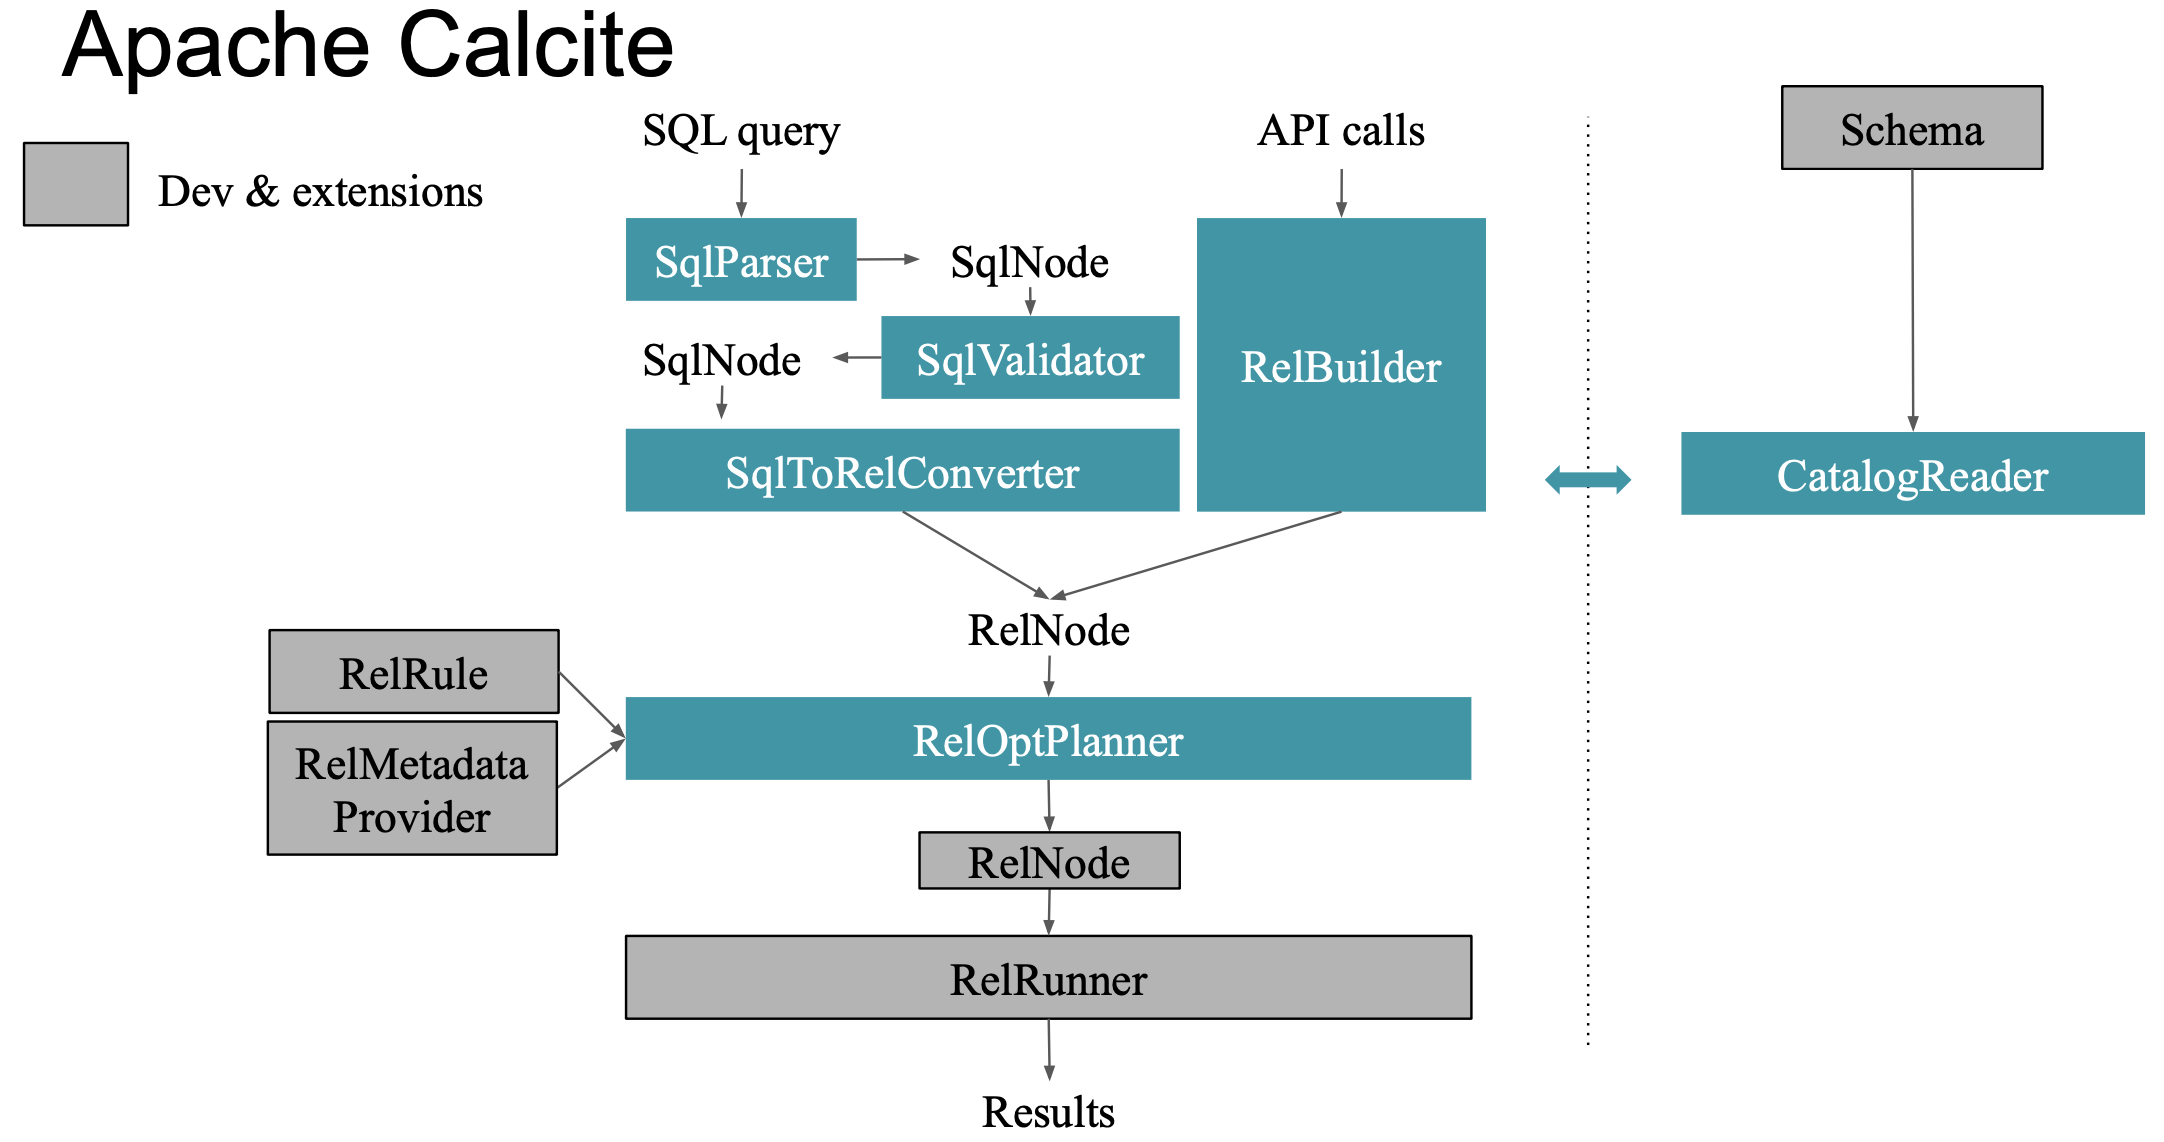 Apache Calcite
Dev & extensions
SQL query
API calls
Schema
SqlParser
SqlNode
SqlNode
SqlValidator
RelBuilder
SqlToRelConverter
CatalogReader
RelNode
RelRule
RelMetadata
Provider
RelOptPlanner
RelNode
RelRunner
Results